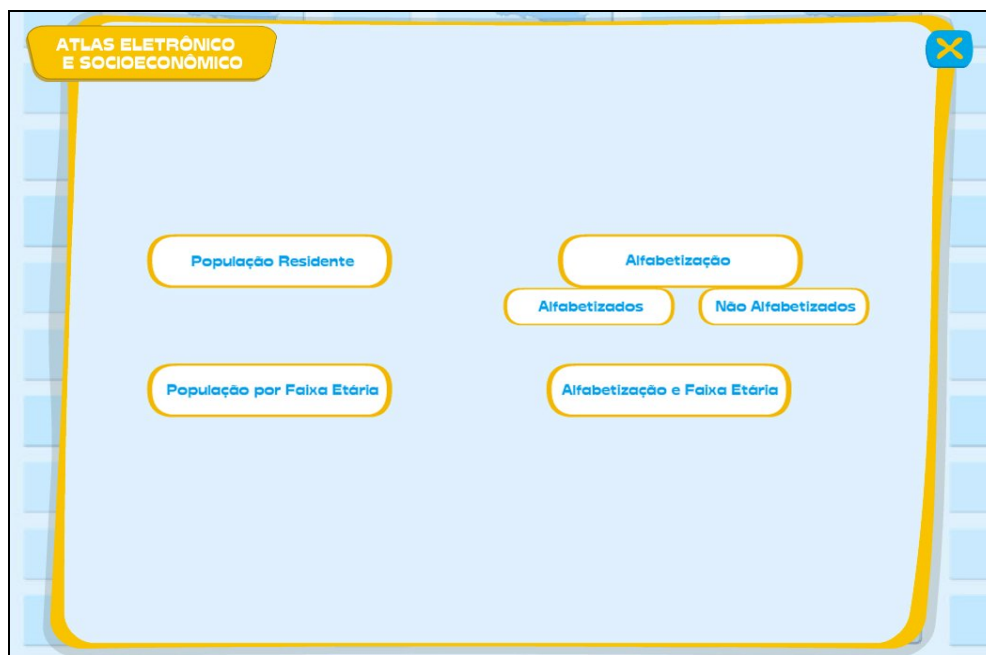 ATLAS ELETRÔNICO
E SOCIOECONÔMICO
População Residente
Alfabetização
Alfabetizados
Não Alfabetizados
População por Faixa Etária
Alfabetização e Faixa Etária